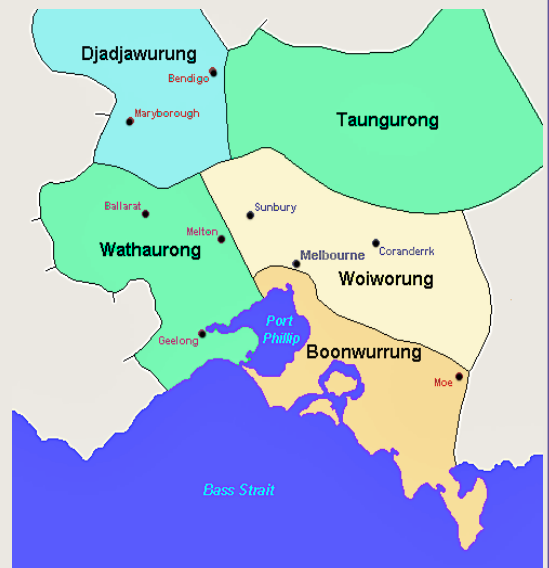 Djadjawurung
Bendigo
Maryborough
Taungurong
Ballarat
Sunbury
Melton
Wathaurong
Melbourne
Coranderrk
Woiworung
Geelong
Port
Phillip
Boonwurrung
Moe
Bass Strait